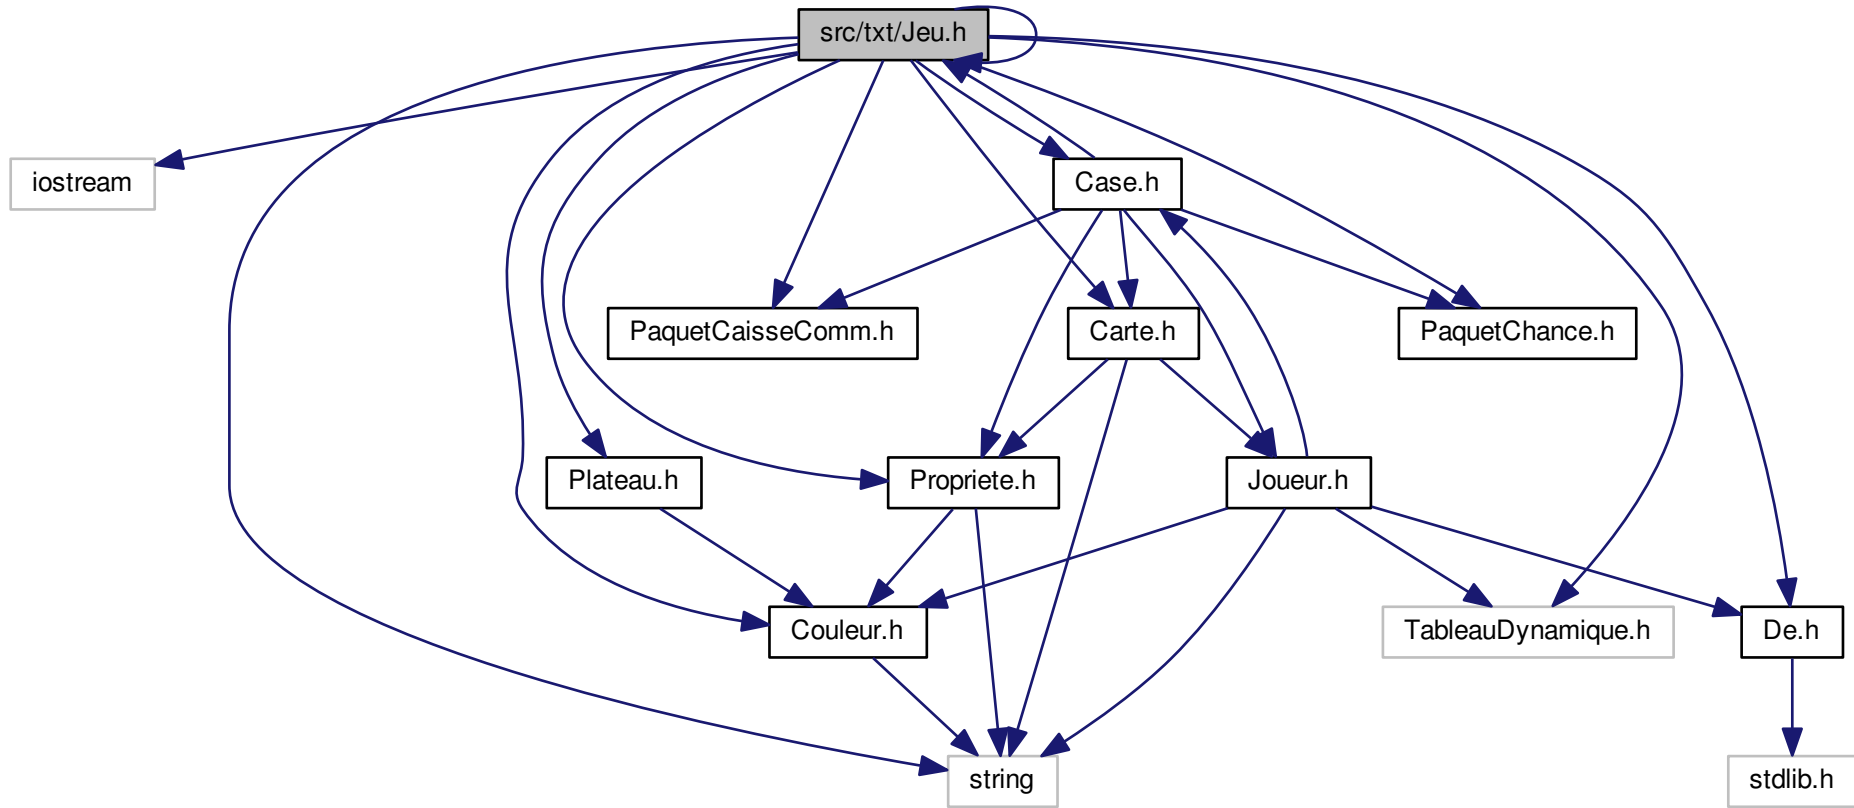 src/txt/Jeu.h
iostream
Case.h
PaquetCaisseComm.h
Carte.h
PaquetChance.h
Plateau.h
Propriete.h
Joueur.h
Couleur.h
TableauDynamique.h
De.h
string
stdlib.h